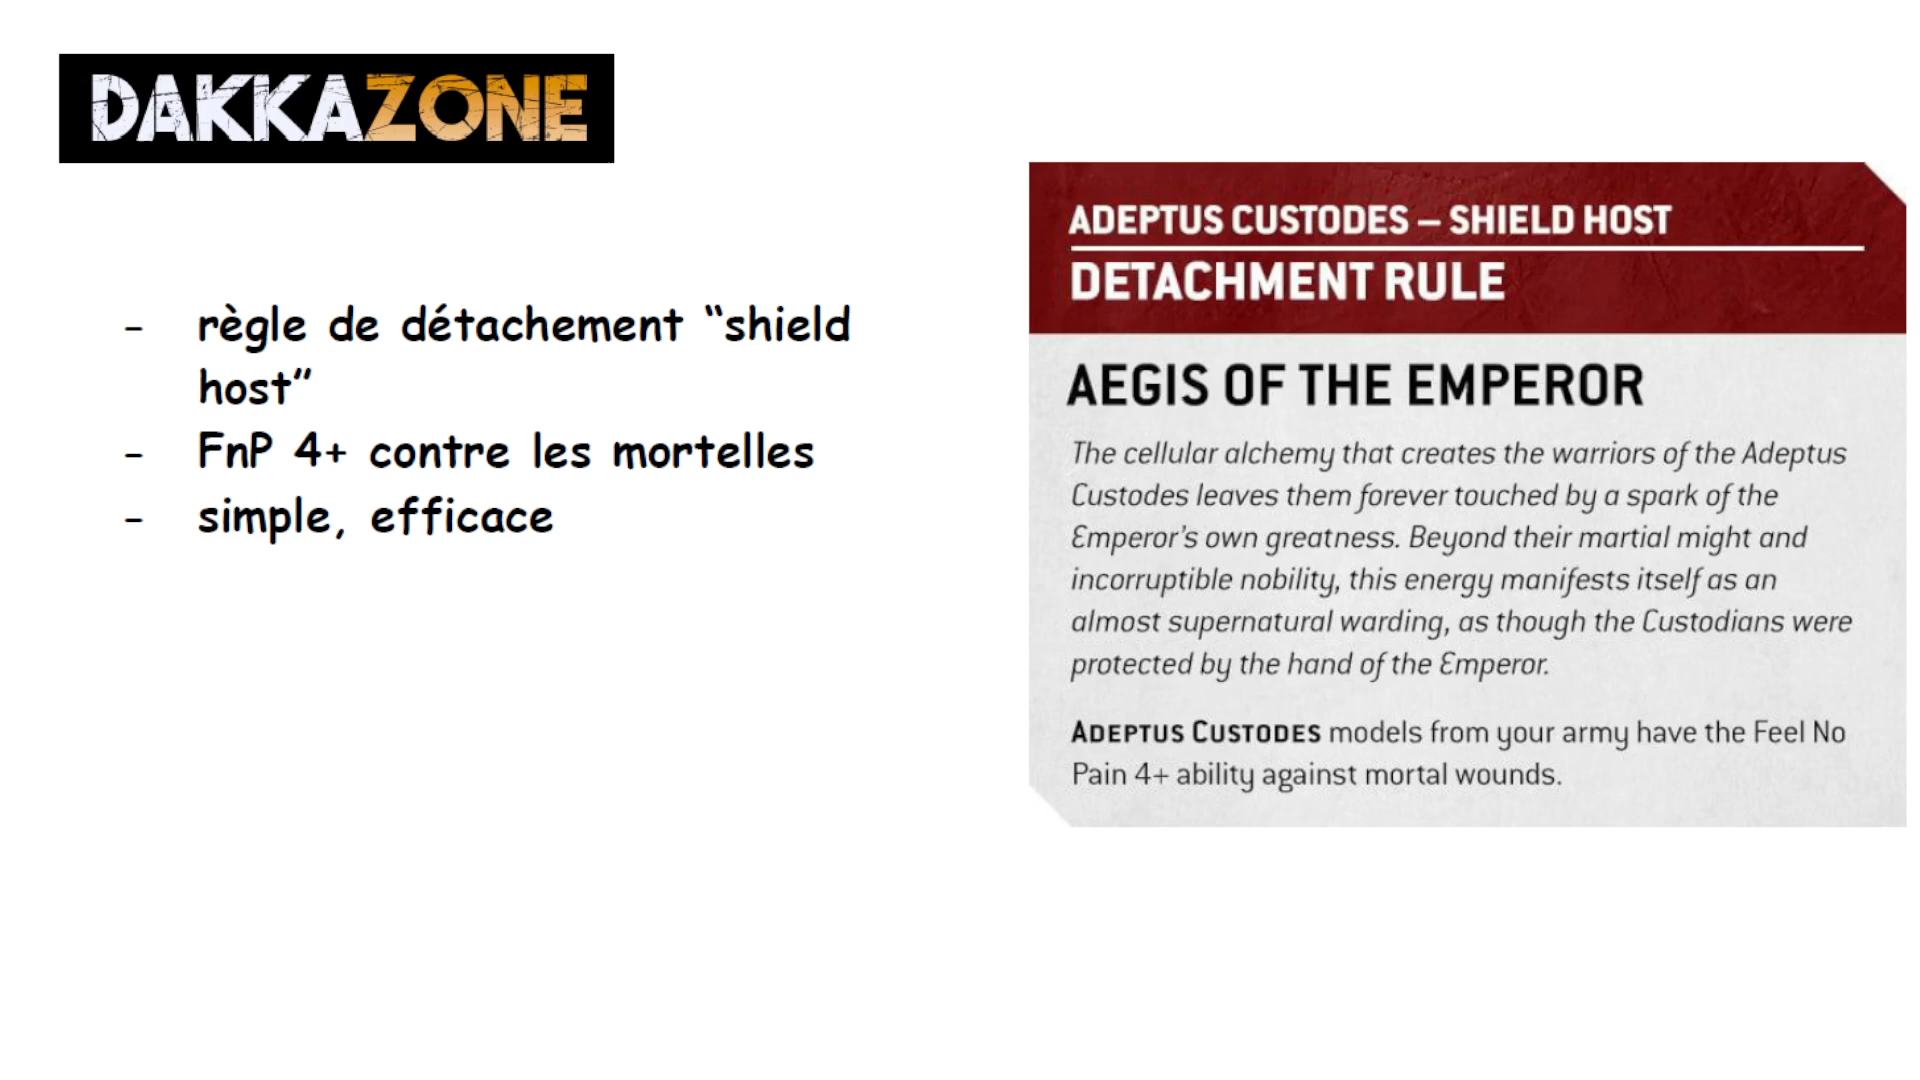 DAKKAZONE
- règle de détachement “shield
host”
- FnP 4+ contre les mortelles
- simple, efficace
ADEPTUS CUSTODES – SHIELD HOST
DETACHMENT RULE
AEGIS OF THE EMPEROR
The cellular alchemy that creates the warriors of the Adeptus
Custodes leaves them forever touched by a spark of the
Emperor’s own greatness. Beyond their martial might and
incorruptible nobility, this energy manifests itself as an
almost supernatural warding, as though the Custodians were
protected by the hand of the Emperor.
ADEPTUS CUSTODES models from your army have the Feel No
Pain 4+ ability against mortal wounds.